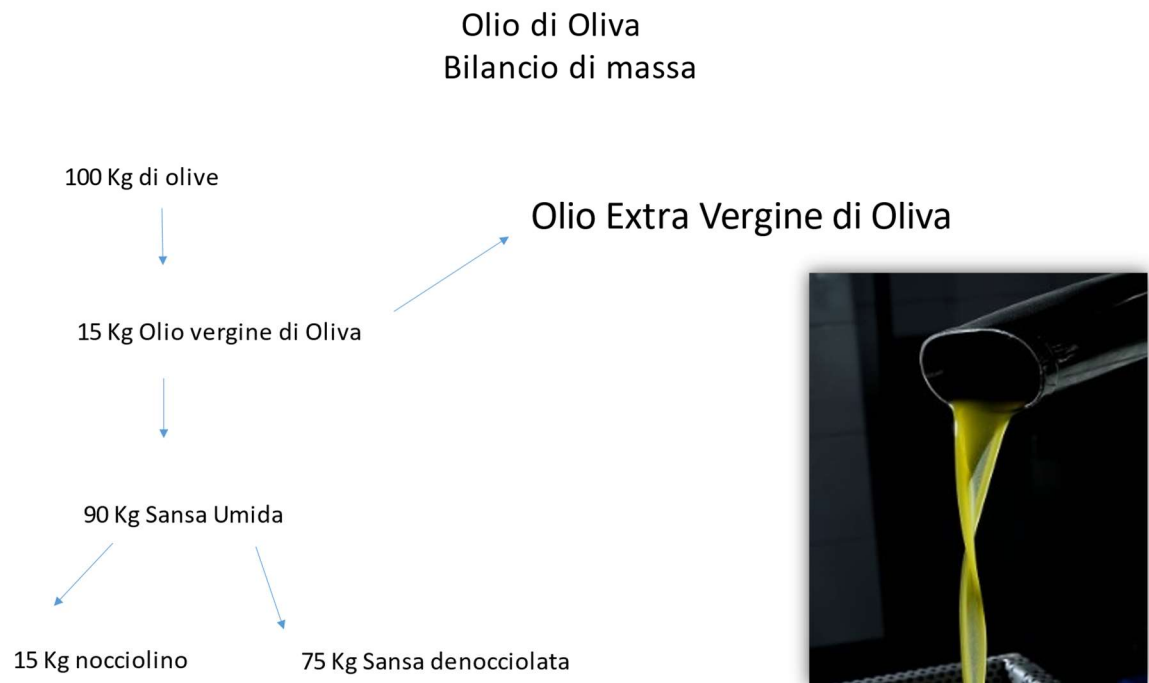 Olio di Oliva
Bilancio di massa
100 Kg di olive
Olio Extra Vergine di Oliva
15 Kg Olio vergine di Oliva
90 Kg Sansa Umida
15 Kg nocciolino
75 Kg Sansa denocciolata